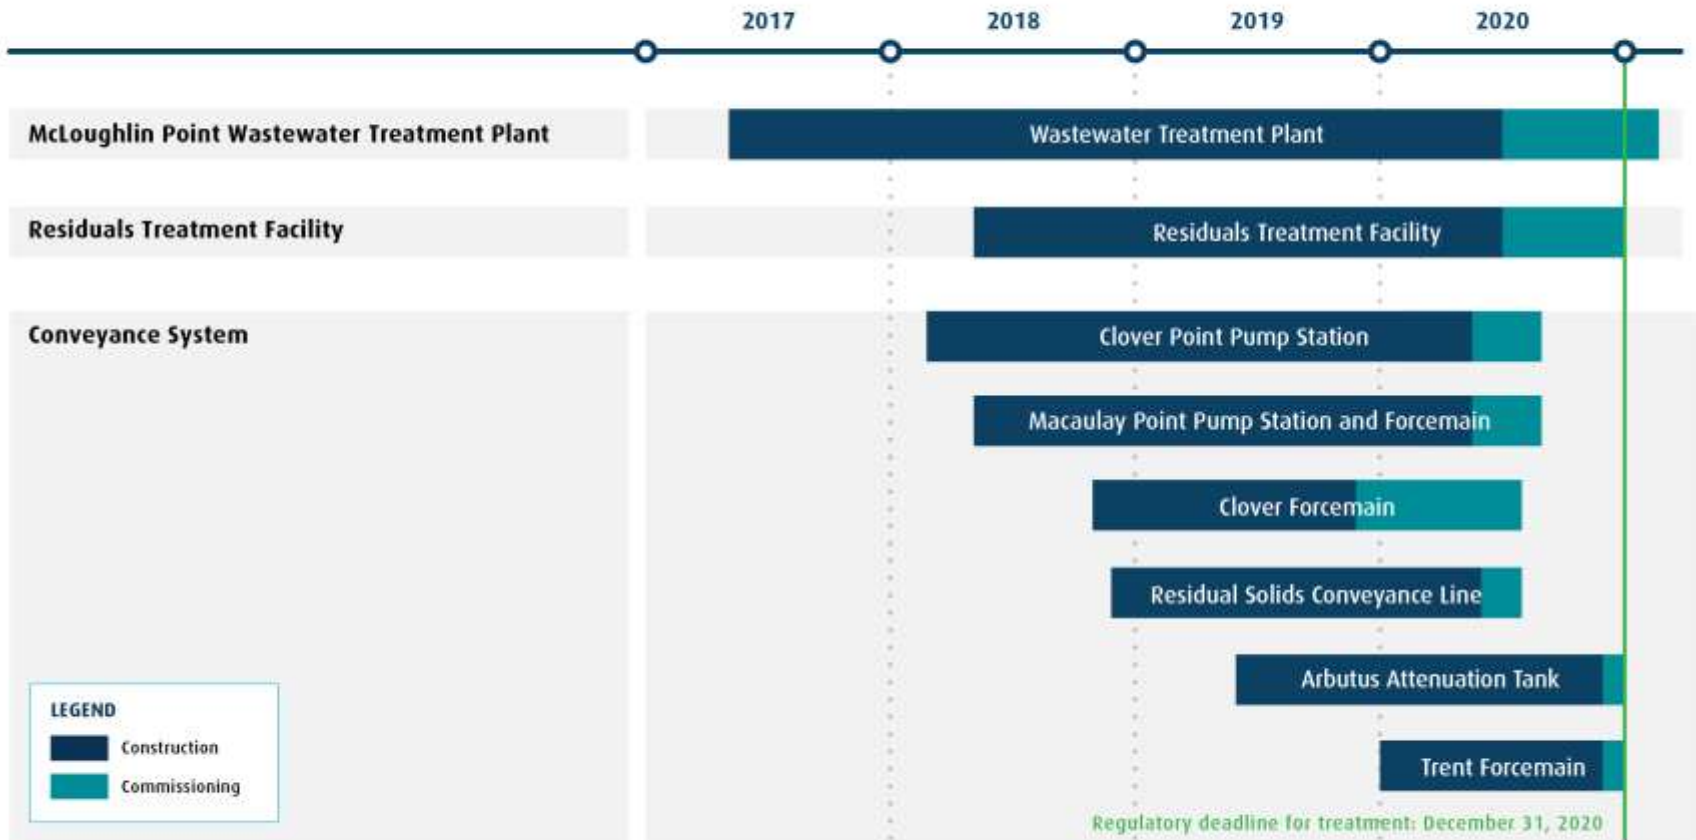 2017 2018 2019 2020
McLoughlin Point Wastewater Treatment Plant
Wastewater Treatment Plant
Residuals Treatment Facility
Residuals Treatment Facility
Conveyance System
Clover Point Pump Station
Macaulay Point Pump Station and Forcemain
Clover Forcemain
Residual Solids Conveyance Line
Arbutus Attenuation Tank
Trent Forcemain
LEGEND
Construction
Commissioning
Regulatory deadline for treatment: December 31, 2020